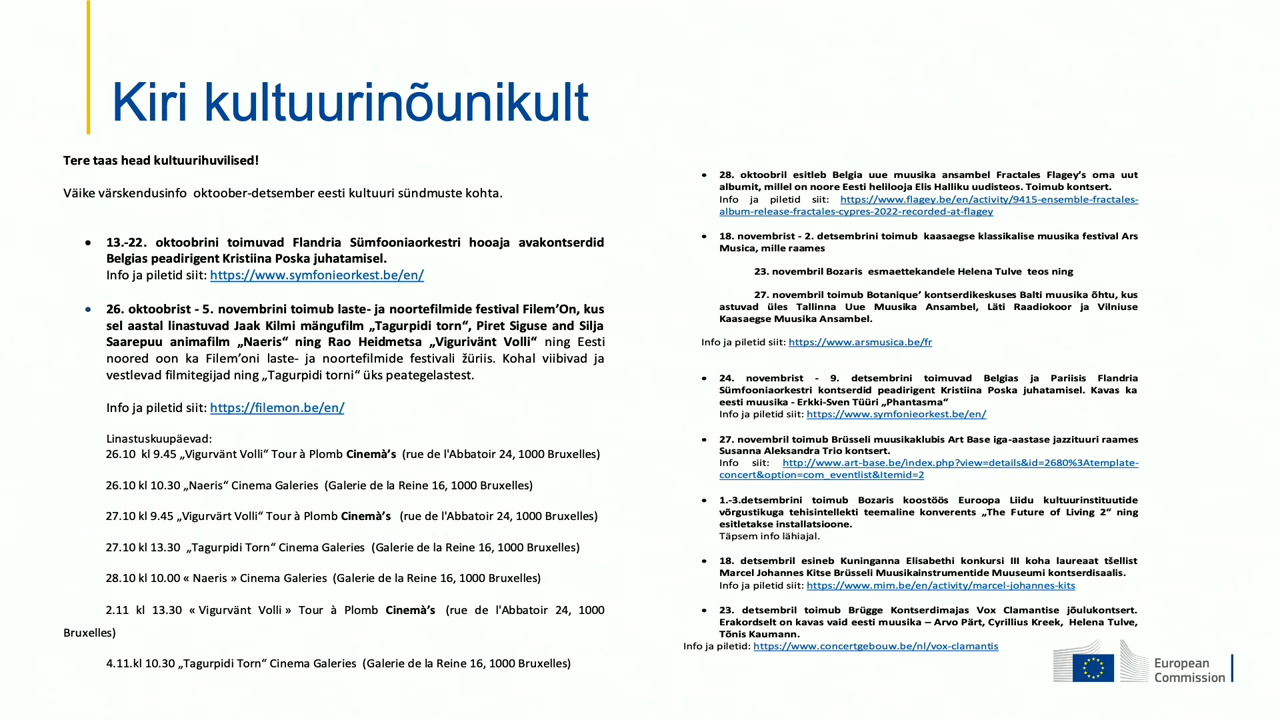 Kiri kultuurinõunikult
Tere taas head kultuurihuvilised!
Väike värskendusinfo oktoober-detsember eesti kultuuri sündmuste kohta.
• 13.-22. oktoobrini toimuvad Flandria Sümfooniaorkestri hooaja avakontserdid
Belgias peadirigent Kristiina Poska juhatamisel.
Info ja piletid siit: https://www.symfonieorkest.be/en/
• 26. oktoobrist - 5. novembrini toimub laste- ja noortefilmide festival Filem’On, kus
sel aastal linastuvad Jaak Kilmi mängufilm „Tagurpidi torn“, Piret Siguse and Silja
Saarepuu animafilm „Naeris“ ning Rao Heidmetsa „Vigurivänt Volli“ ning Eesti
noored oon ka Filem’oni laste- ja noortefilmide festivali žüriis. Kohal viibivad ja
vestlevad filmitegijad ning „Tagurpidi torni“ üks peategelastest.
Info ja piletid siit: https://filemon.be/en/
Linastuskuupäevad:
26.10 kl 9.45 „Vigurvänt Volli“ Tour à Plomb Cinemà’s (rue de l'Abbatoir 24, 1000 Bruxelles)
26.10 kl 10.30 „Naeris“ Cinema Galeries (Galerie de la Reine 16, 1000 Bruxelles)
27.10 kl 9.45 „Vigurvärt Volli“ Tour à Plomb Cinemà’s (rue de l'Abbatoir 24, 1000 Bruxelles)
27.10 kl 13.30 „Tagurpidi Torn“ Cinema Galeries (Galerie de la Reine 16, 1000 Bruxelles)
28.10 kl 10.00 « Naeris » Cinema Galeries (Galerie de la Reine 16, 1000 Bruxelles)
2.11 kl 13.30 « Vigurvänt Volli » Tour à Plomb Cinemà’s (rue de l'Abbatoir 24, 1000
Bruxelles)
4.11.kl 10.30 „Tagurpidi Torn“ Cinema Galeries (Galerie de la Reine 16, 1000 Bruxelles)
• 28. oktoobril esitleb Belgia uue muusika ansambel Fractales Flagey’s oma uut
albumit, millel on noore Eesti helilooja Elis Halliku uudisteos. Toimub kontsert.
Info ja piletid siit: https://www.flagey.be/en/activity/9415-ensemble-fractales-
album-release-fractales-cypres-2022-recorded-at-flagey
• 18. novembrist - 2. detsembrini toimub kaasaegse klassikalise muusika festival Ars
Musica, mille raames
23. novembril Bozaris esmaettekandele Helena Tulve teos ning
27. novembril toimub Botanique’ kontserdikeskuses Balti muusika õhtu, kus
astuvad üles Tallinna Uue Muusika Ansambel, Läti Raadiokoor ja Vilniuse
Kaasaegse Muusika Ansambel.
Info ja piletid siit: https://www.arsmusica.be/fr
• 24. novembrist - 9. detsembrini toimuvad Belgias ja Pariisis Flandria
Sümfooniaorkestri kontserdid peadirigent Kristiina Poska juhatamisel. Kavas ka
eesti muusika - Erkki-Sven Tüüri „Phantasma“
Info ja piletid siit: https://www.symfonieorkest.be/en/
• 27. novembril toimub Brüsseli muusikaklubis Art Base iga-aastase jazzituuri raames
Susanna Aleksandra Trio kontsert.
Info siit: http://www.art-base.be/index.php?view=details&id=2680%3Atemplate-
concert&option=com_eventlist&Itemid=2
• 1.-3.detsembrini toimub Bozaris koostöös Euroopa Liidu kultuurinstituutide
võrgustikuga tehisintellekti teemaline konverents „The Future of Living 2“ ning
esitletakse installatsioone.
Täpsem info lähiajal.
• 18. detsembril esineb Kuninganna Elisabethi konkursi III koha laureaat tšellist
Marcel Johannes Kitse Brüsseli Muusikainstrumentide Muuseumi kontserdisaalis.
Info ja piletid siit: https://www.mim.be/en/activity/marcel-johannes-kits
• 23. detsembril toimub Brügge Kontserdimajas Vox Clamantise jõulukontsert.
Erakordselt on kavas vaid eesti muusika – Arvo Pärt, Cyrillius Kreek, Helena Tulve,
Tõnis Kaumann.
Info ja piletid: https://www.concertgebouw.be/nl/vox-clamantis
European
Commission